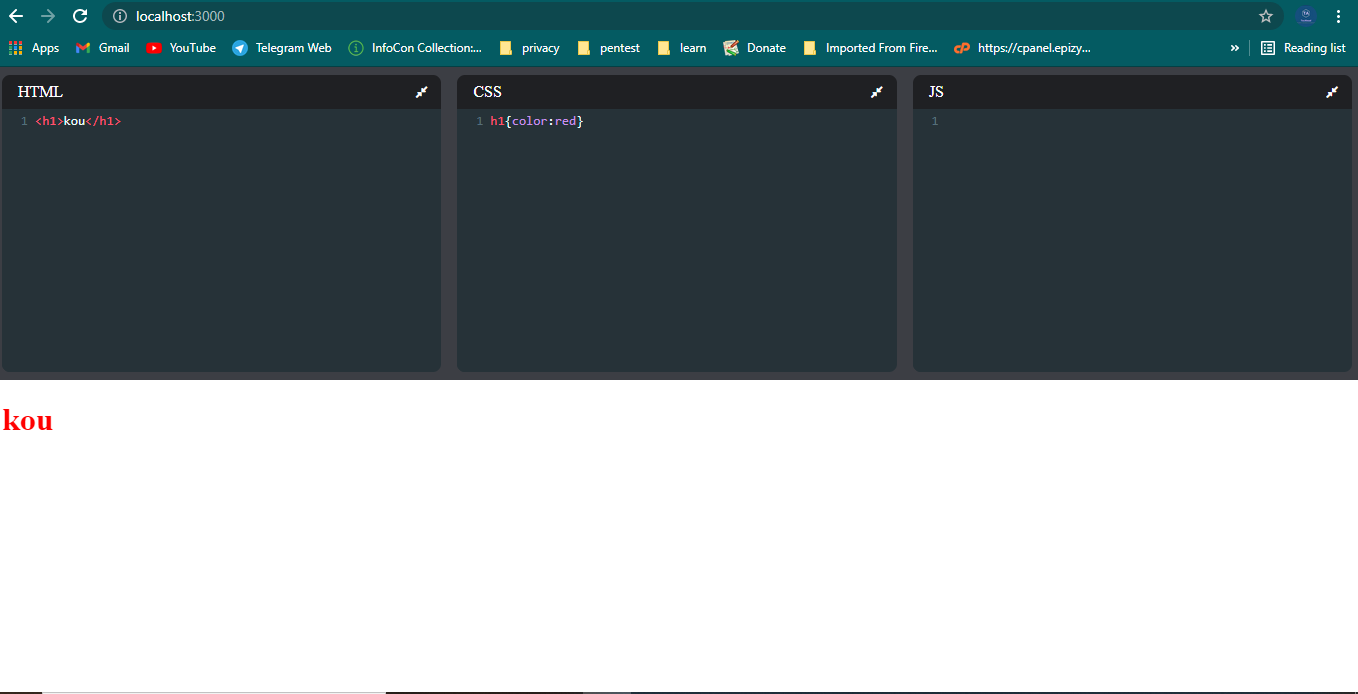 localhost:3000
Apps Gmail YouTube Telegram Web InfoCon Collection:... privacy pentest learn Donate Imported From Fire... https://cpanel.epizy... » Reading list
HTML CSS JS
1 <h1>kou</h1> 1 h1{color:red} 1
kou